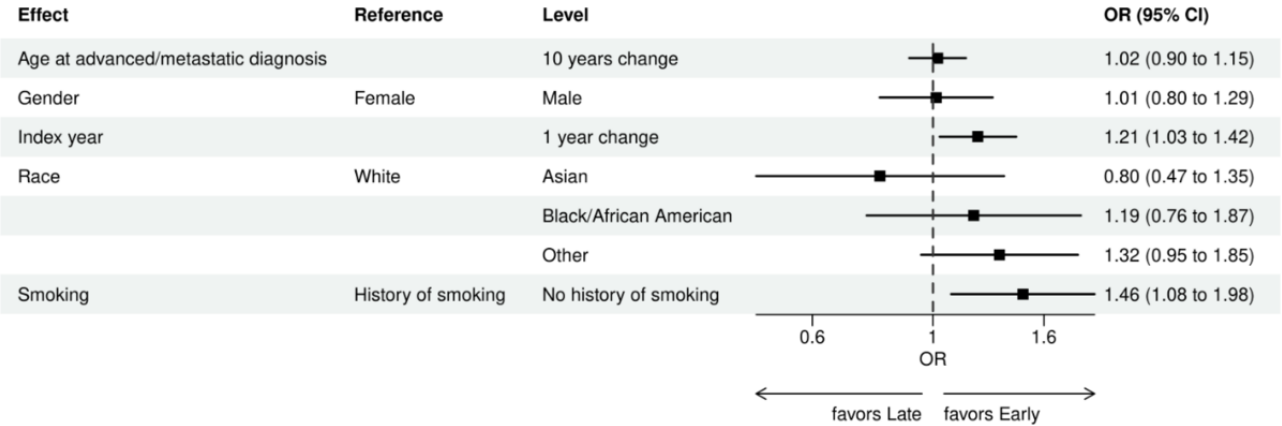 Effect Reference Level OR (95% CI)
Age at advanced/metastatic diagnosis 10 years change 1.02 (0.90 to 1.15)
Gender Female Male 1.01 (0.80 to 1.29)
Index year 1 year change 1.21 (1.03 to 1.42)
Race White Asian 0.80 (0.47 to 1.35)
Black/African American 1.19 (0.76 to 1.87)
Other 1.32 (0.95 to 1.85)
Smoking History of smoking No history of smoking 1.46 (1.08 to 1.98)
0.6 1 1.6
OR
favors Late favors Early